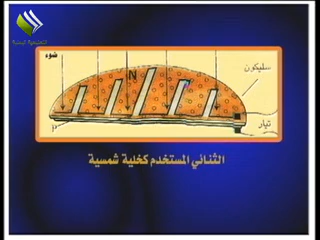 ضوء
سليكون
N
تيار
P
الثنائي المستخدم كخلية شمسية